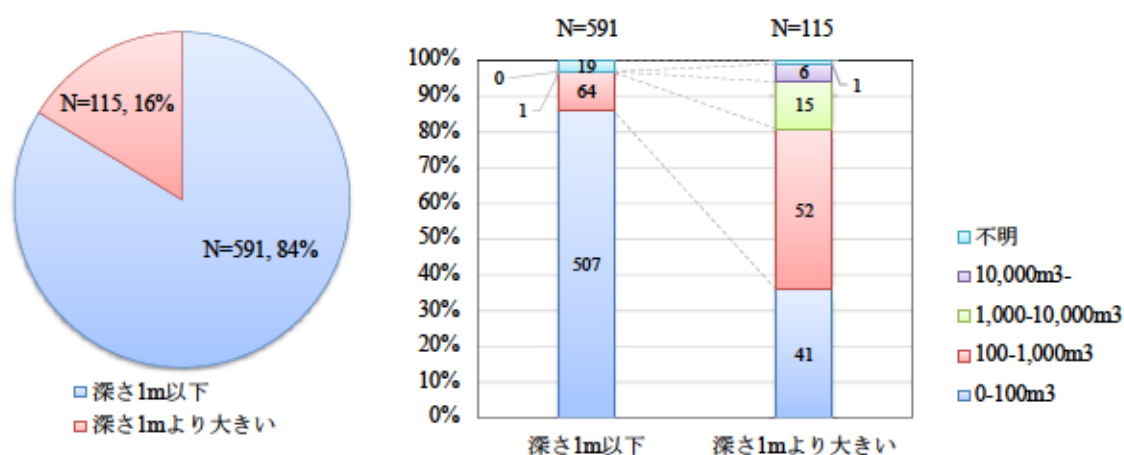 N=115, 16%
N=591, 84%
深さ1m以下
深さ1mより大きい
N=591
N=115
100%
90%
80%
70%
60%
50%
40%
30%
20%
10%
0%
0
1
19
64
507
6
1
15
52
41
深さ1m以下
深さ1mより大きい
不明
10,000m3-
1,000-10,000m3
100-1,000m3
0-100m3